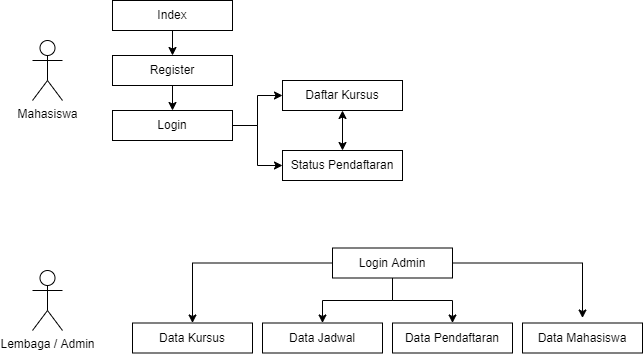 Index
Register
Mahasiswa
Login
Daftar Kursus
Status Pendaftaran
Login Admin
Lembaga / Admin
Data Kursus
Data Jadwal
Data Pendaftaran
Data Mahasiswa